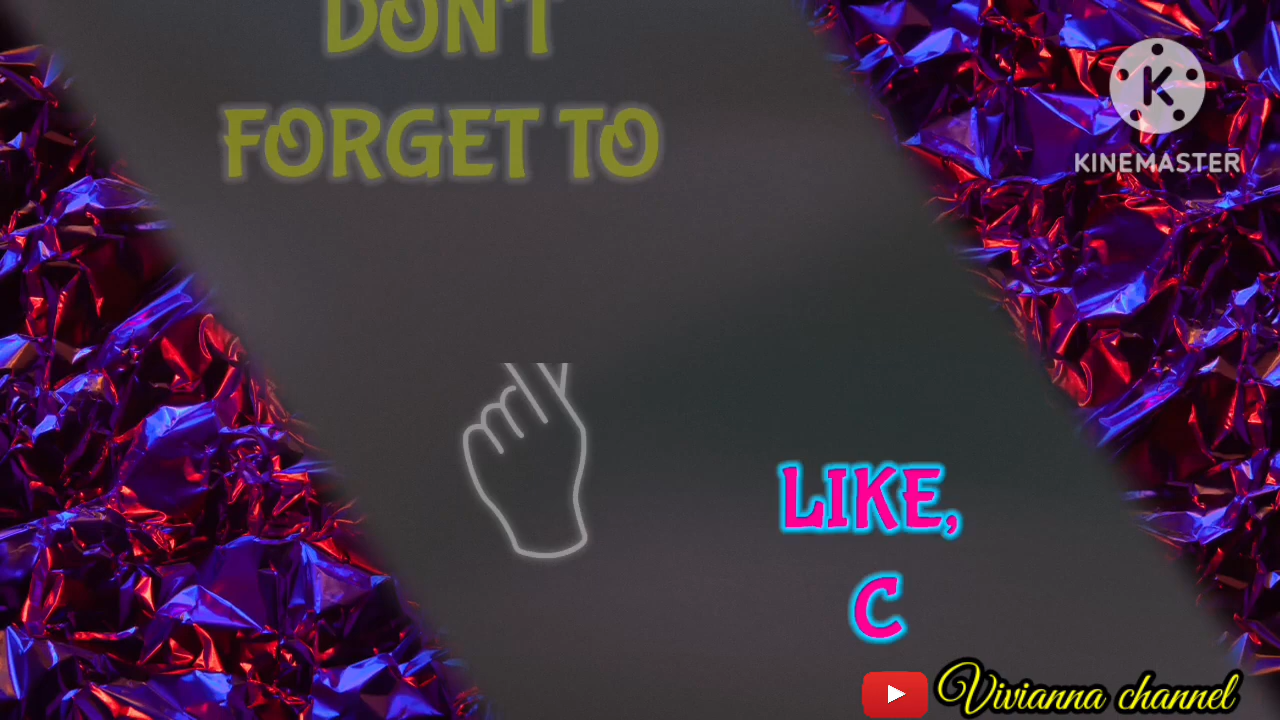 DON'T
FORGET TO
K
KINEMASTER
LIKE,
C
Vivianna channel